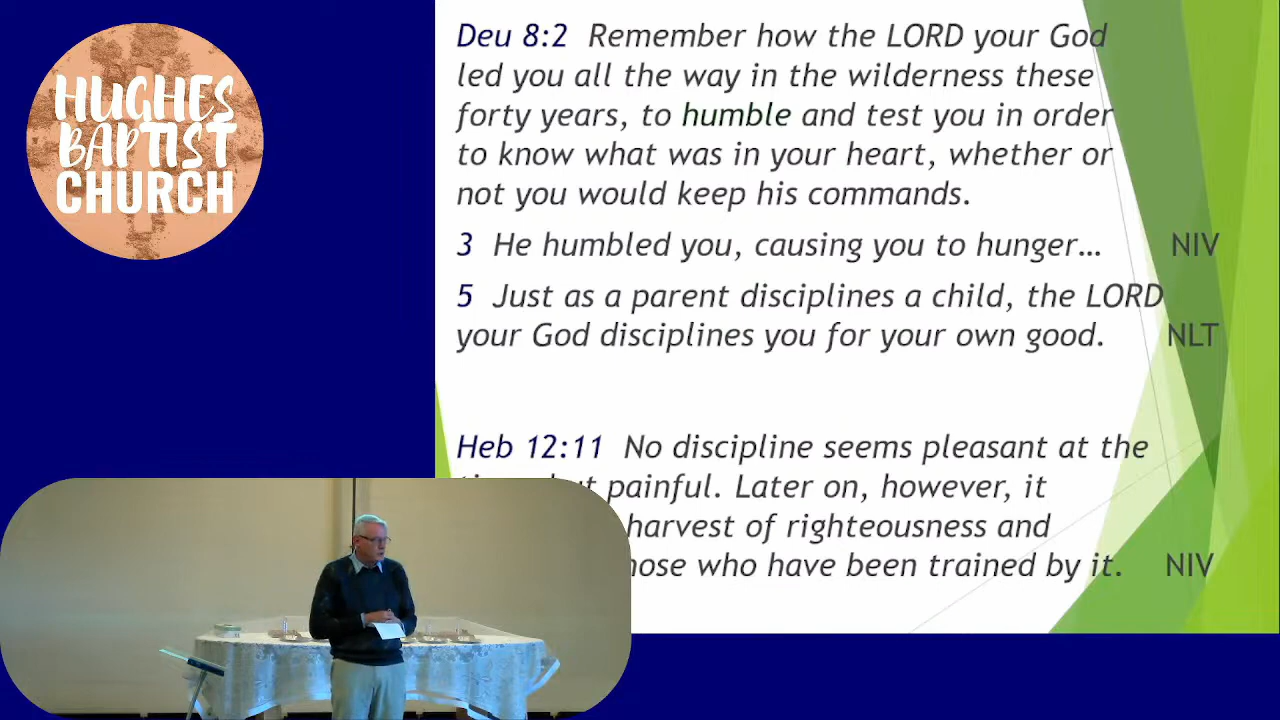 HUGHES
BAPTIST
CHURCH
Deu 8:2 Remember how the LORD your God
led you all the way in the wilderness these
forty years, to humble and test you in order
to know what was in your heart, whether or
not you would keep his commands.
3 He humbled you, causing you to hunger… NIV
5 Just as a parent disciplines a child, the LORD
your God disciplines you for your own good. NLT
Heb 12:11 No discipline seems pleasant at the
painful. Later on, however, it
harvest of righteousness and
who have been trained by it. NIV